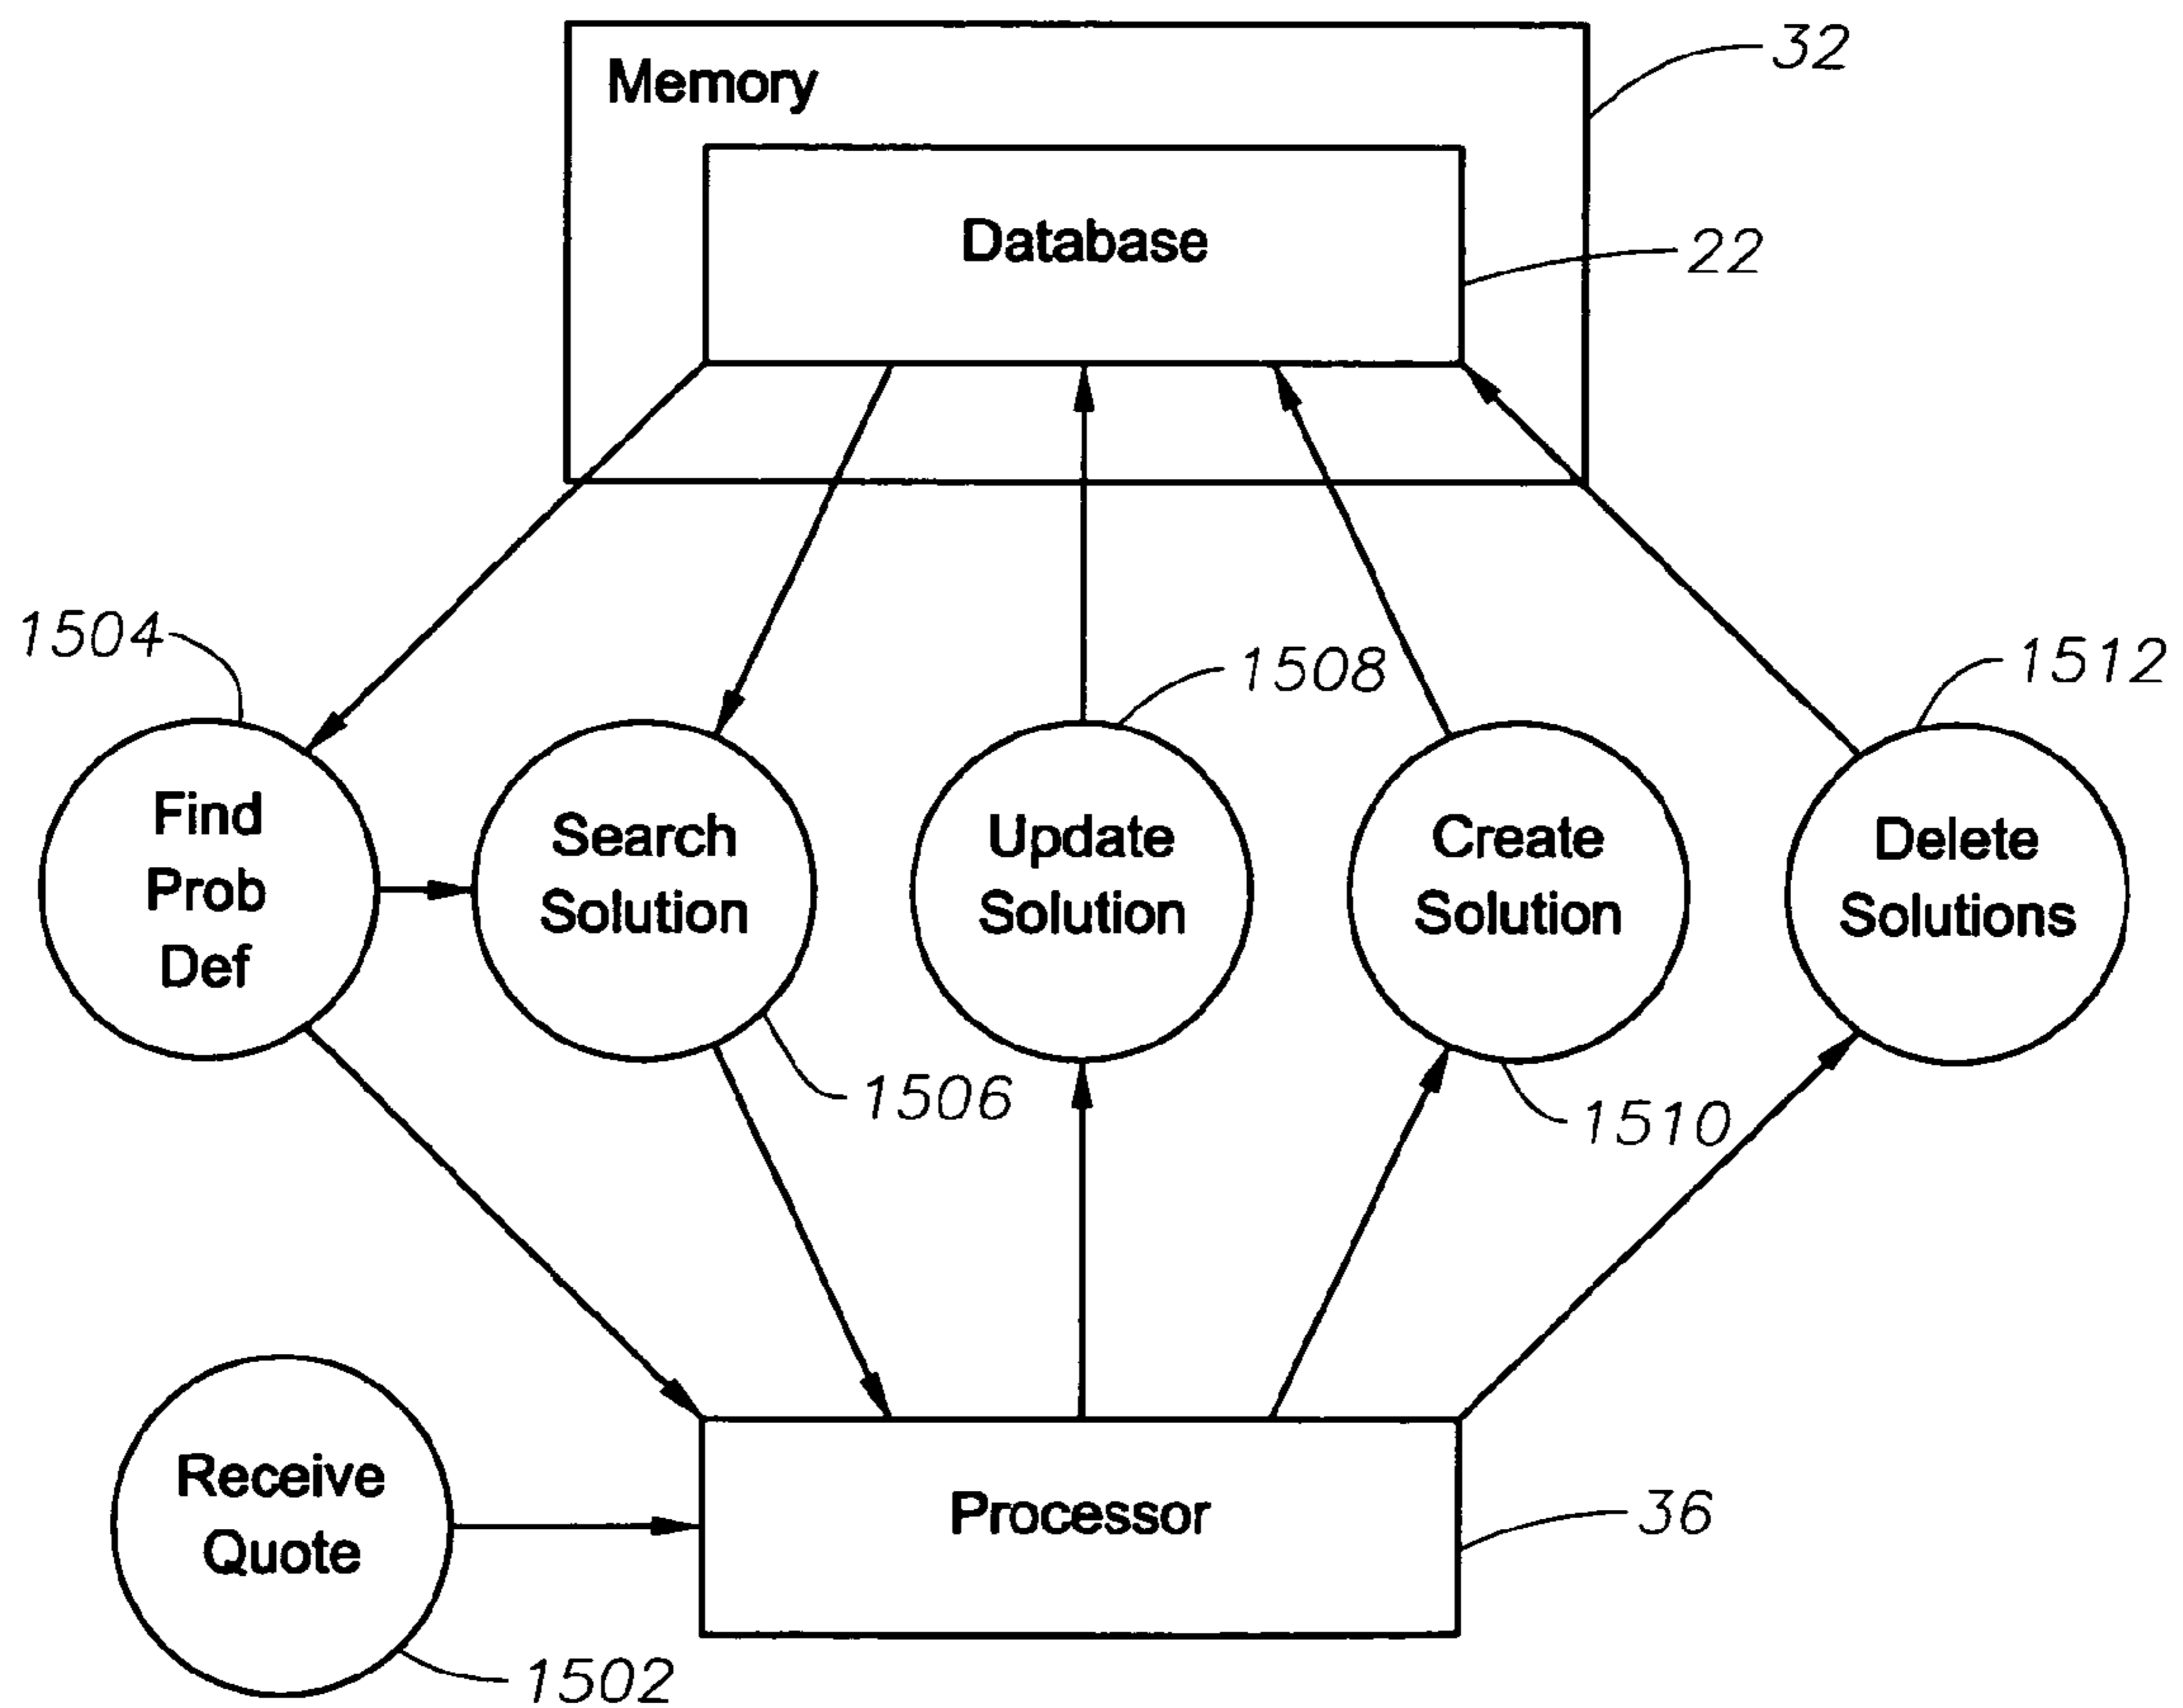 32
Memory
Database
22
1504
1508
1512
Find
Prob
Def
Search
Solution
Update
Solution
Create
Solution
Delete
Solutions
1506
1510
Receive
Quote
Processor
36
1502